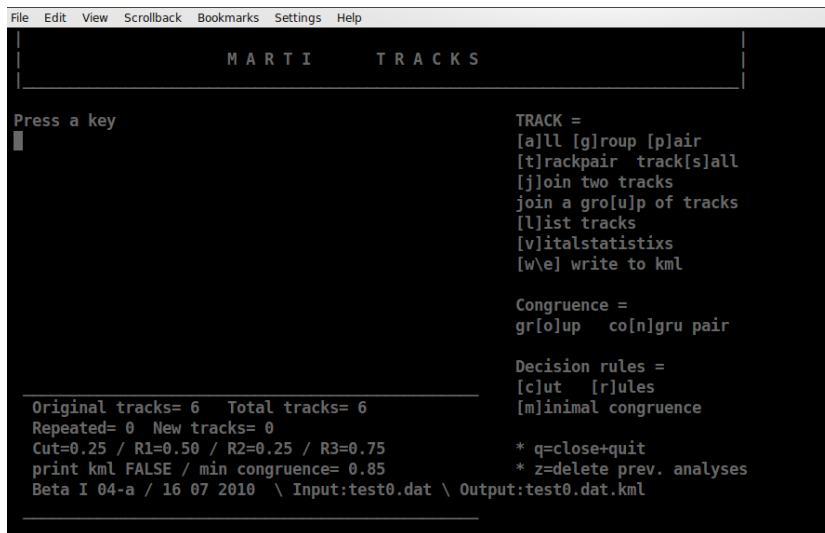 File Edit View Scrollback Bookmarks Settings Help
M A R T I T R A C K S
Press a key
TRACK =
[a]ll [g]roup [p]air
[t]rackpair track[s]all
[j]oin two tracks
join a gro[u]p of tracks
[l]ist tracks
[v]italstatistixs
[w\e] write to kml
Congruence =
gr[o]up co[n]gru pair
Decision rules =
[c]ut [r]ules
[m]inimal congruence
* q=close+quit
* z=delete prev. analyses
Original tracks= 6 Total tracks= 6
Repeated= 0 New tracks= 0
Cut=0.25 / R1=0.50 / R2=0.25 / R3=0.75
print kml FALSE / min congruence= 0.85
Beta I 04-a / 16 07 2010 \ Input:test0.dat \ Output:test0.dat.kml